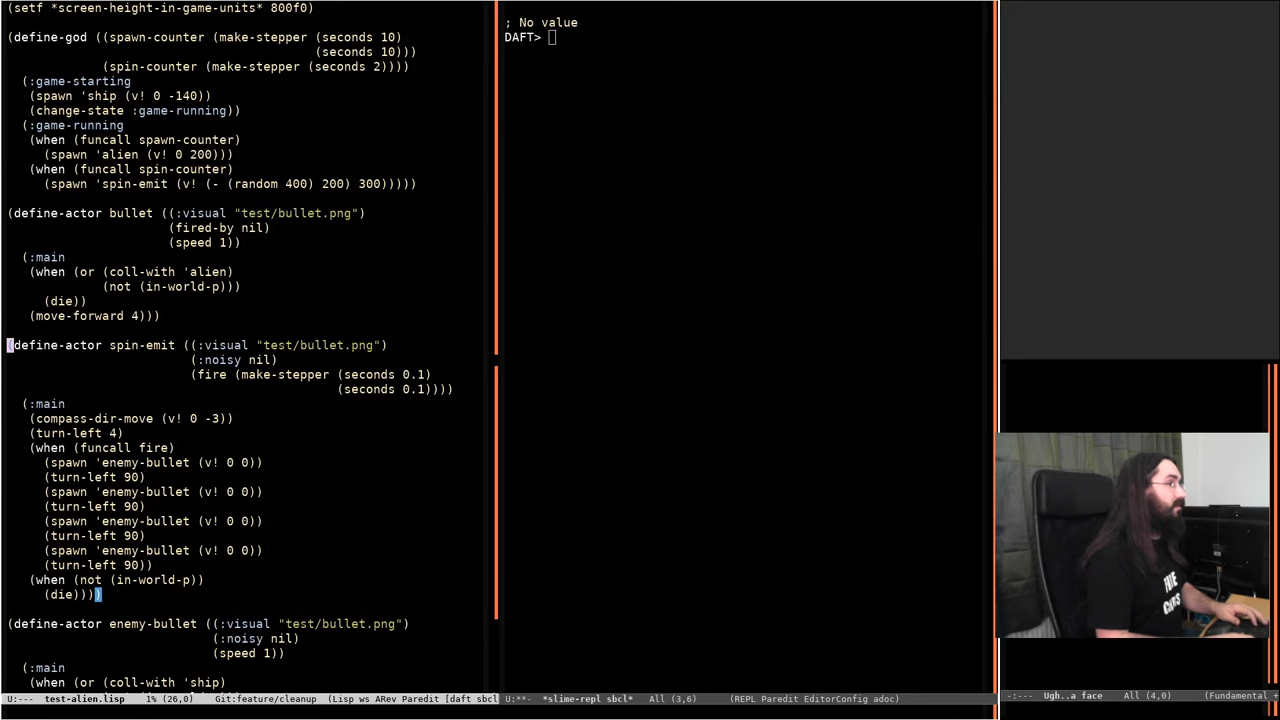 (setf *screen-height-in-game-units* 800f0)
(define-god ((spawn-counter (make-stepper (seconds 10)
(seconds 10)))
(spin-counter (make-stepper (seconds 2))))
(:game-starting
(spawn 'ship (v! 0 -140))
(change-state :game-running))
(:game-running
(when (funcall spawn-counter)
(spawn 'alien (v! 0 200)))
(when (funcall spin-counter)
(spawn 'spin-emit (v! (- (random 400) 200) 300)))))
(define-actor bullet ((:visual "test/bullet.png")
(fired-by nil)
(speed 1))
(:main
(when (or (coll-with 'alien)
(not (in-world-p)))
(die))
(move-forward 4)))
(define-actor spin-emit ((:visual "test/bullet.png")
(:noisy nil)
(fire (make-stepper (seconds 0.1)
(seconds 0.1))))
(:main
(compass-dir-move (v! 0 -3))
(turn-left 4)
(when (funcall fire)
(spawn 'enemy-bullet (v! 0 0))
(turn-left 90)
(spawn 'enemy-bullet (v! 0 0))
(turn-left 90)
(spawn 'enemy-bullet (v! 0 0))
(turn-left 90)
(spawn 'enemy-bullet (v! 0 0))
(turn-left 90))
(when (not (in-world-p))
(die))))
(define-actor enemy-bullet ((:visual "test/bullet.png")
(:noisy nil)
(speed 1))
(:main
(when (or (coll-with 'ship)
U:--- test-alien.lisp 1% (26,0) Git:feature/cleanup (Lisp ws ARev Paredit [daft sbcl
; No value
DAFT>
U:**- *slime-repl sbcl* All (3,6) (REPL Paredit EditorConfig adoc)
-:--- Ugh..a face All (4,0) (Fundamental +